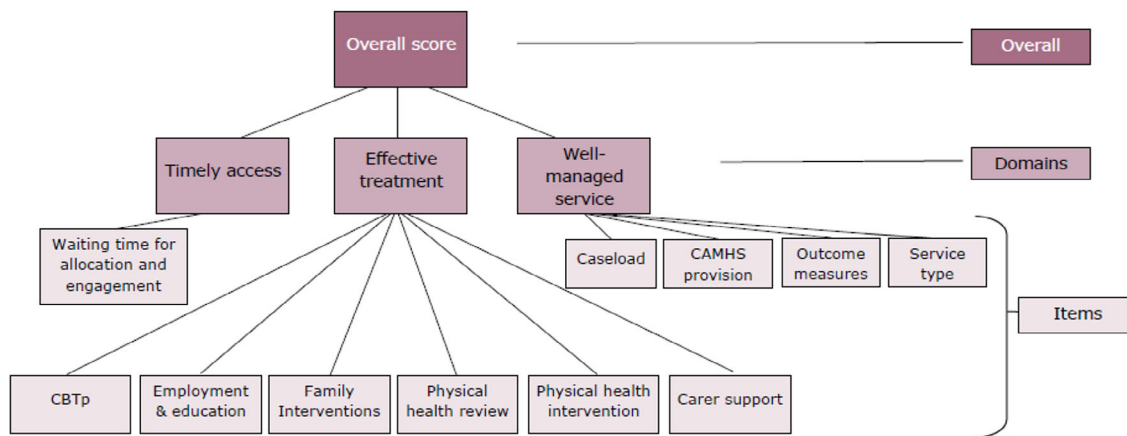 Overall score
Overall
Timely access
Effective
treatment
Well-
managed
service
Domains
Waiting time for
allocation and
engagement
Caseload
CAMHS
provision
Outcome
measures
Service
type
Items
CBTp
Employment
& education
Family
Interventions
Physical
health review
Physical health
intervention
Carer support